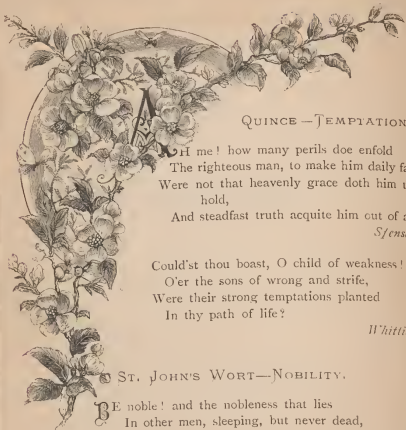 QUINCE—TEMPTATION
AH me! how many perils doe enfold
The righteous man, to make him daily fa
Were not that heavenly grace doth him u
hold,
And steadfast truth acquite him out of a
Spens
Could'st thou boast, O child of weakness!
O'er the sons of wrong and strife,
Were their strong temptations planted
In thy path of life?
Whitti
ST. JOHN'S WORT—NOBILITY.
BE noble! and the nobleness that lies
In other men, sleeping, but never dead,